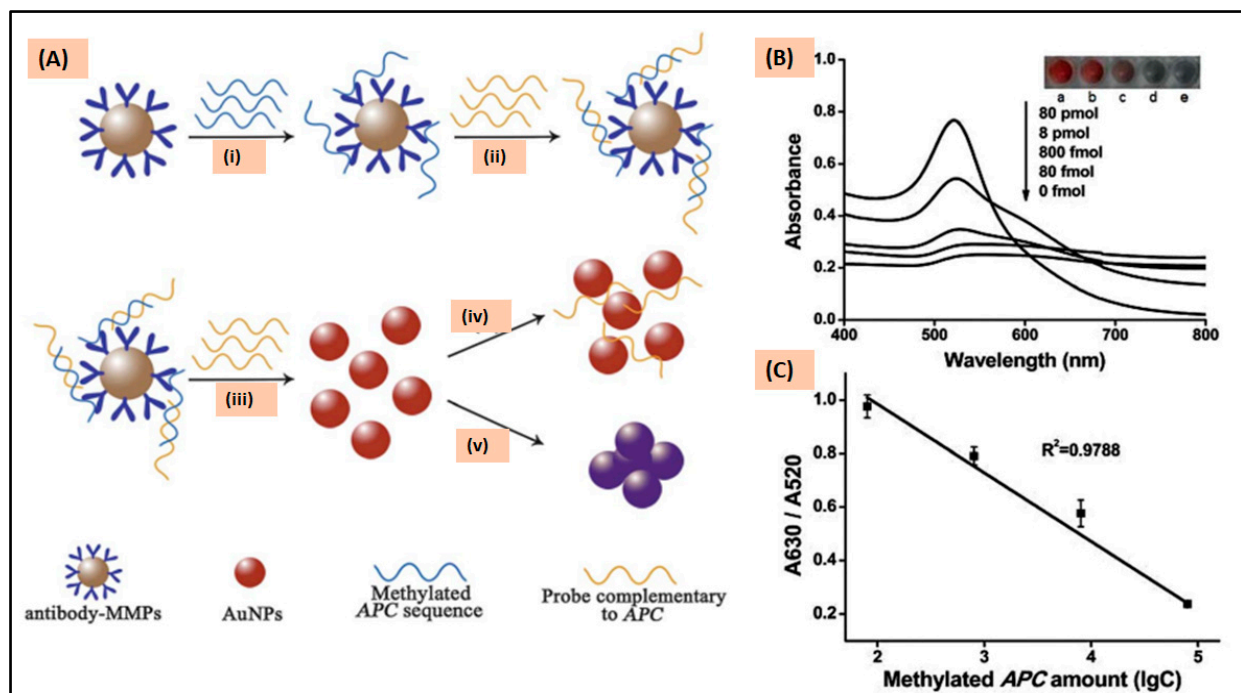 (A)
(i)
(ii)
(iii)
(iv)
(v)
antibody-MMPs
AuNPs
Methylated
APC sequence
Probe complementary
to APC
(B)
Absorbance
1.0
0.8
0.6
0.4
0.2
0.0
a b c d e
80 pmol
8 pmol
800 fmol
80 fmol
0 fmol
400 500 600 700 800
Wavelength (nm)
(C)
A630 / A520
1.0
0.8
0.6
0.4
0.2
R²=0.9788
2 3 4 5
Methylated APC amount (lgC)